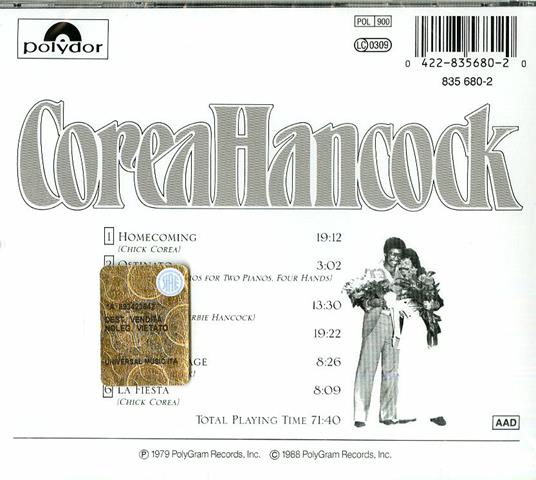 polydor
POL 900
LC 0309
0 422-835680-2 0
835 680-2
CoreaHancock
1 HOMECOMING 19:12
(CHICK COREA)
OSTINATO 3:02
FOR TWO PIANOS, FOUR HANDS)
13:30
HERBIE HANCOCK)
19:22
8:26
6 LA FIESTA 8:09
(CHICK COREA)
TOTAL PLAYING TIME 71:40
SIAE
DEST. VENDITA
NOLEG. VIETATO
UNIVERSAL MUSIC ITA
AAD
℗ 1979 PolyGram Records, Inc. © 1988 PolyGram Records, Inc.